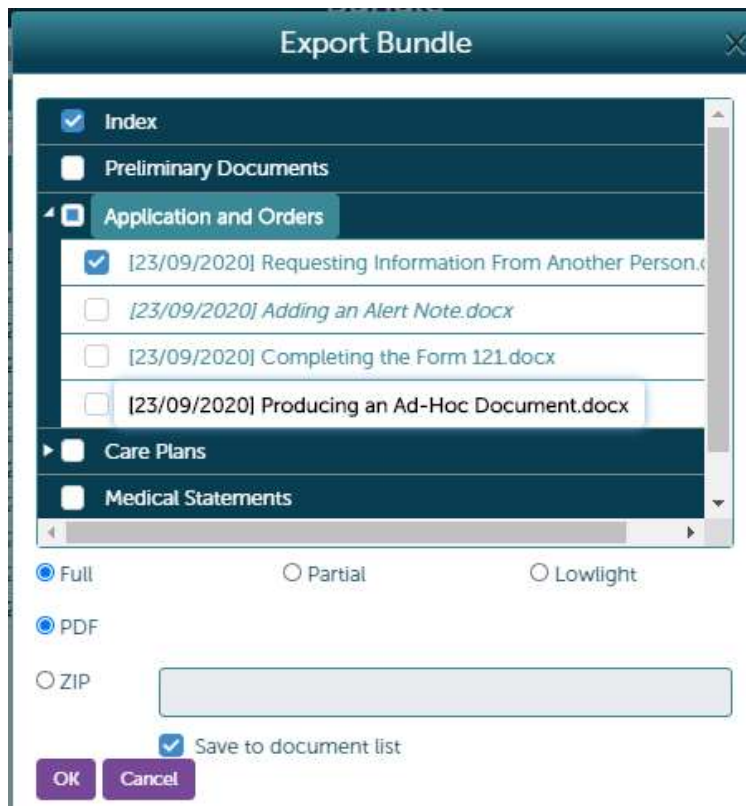 Export Bundle
Index
Preliminary Documents
Application and Orders
[23/09/2020] Requesting Information From Another Person.
[23/09/2020] Adding an Alert Note.docx
[23/09/2020] Completing the Form 121.docx
[23/09/2020] Producing an Ad-Hoc Document.docx
Care Plans
Medical Statements
Full Partial Lowlight
PDF
ZIP
Save to document list
OK Cancel